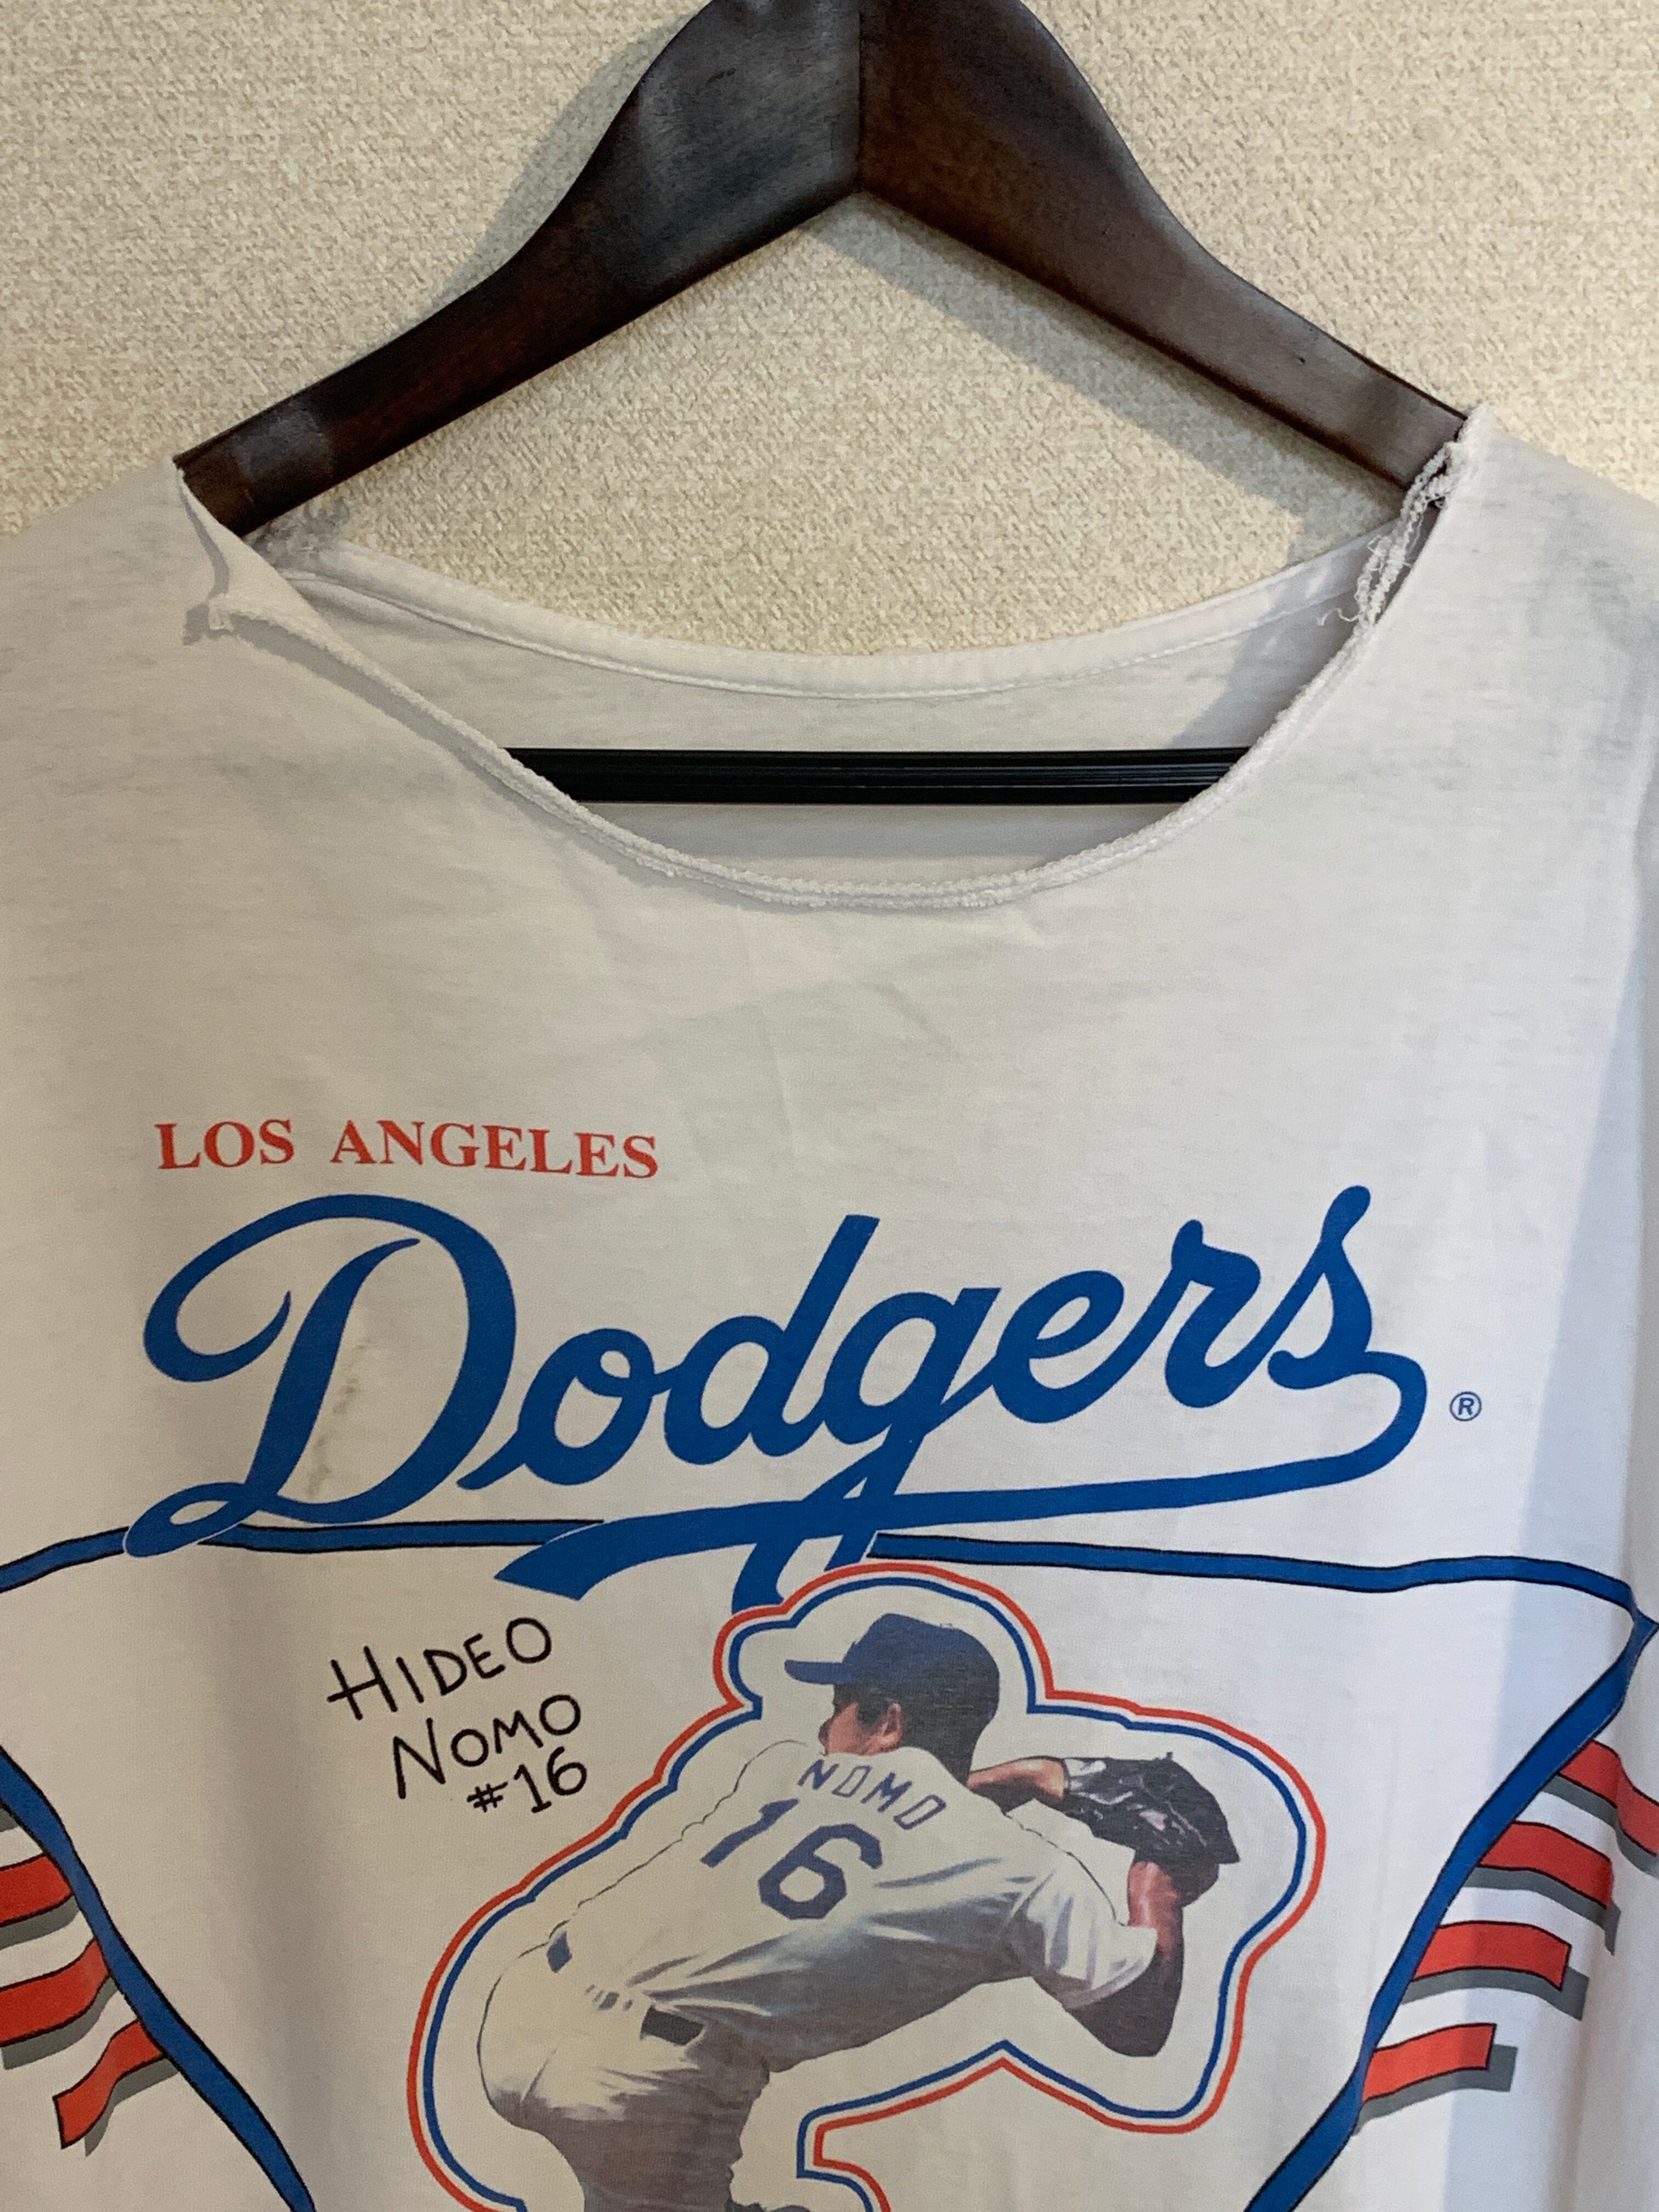 LOS ANGELES
Dodgers ®
HIDEO
NOMO
#16
NOMO
16